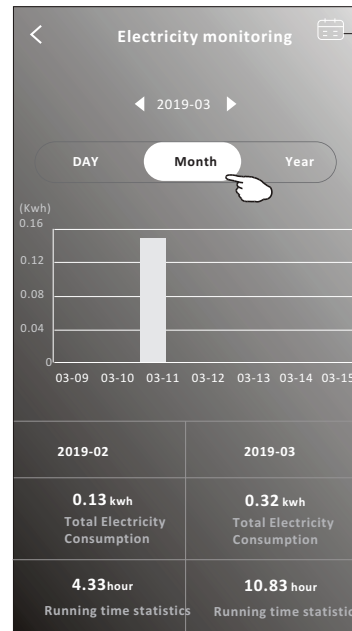 Electricity monitoring
2019-03
DAY Month Year
(Kwh)
0.16
0.12
0.08
0.04
0
03-09 03-10 03-11 03-12 03-13 03-14 03-15
2019-02 2019-03
0.13 kwh 0.32 kwh
Total Electricity Total Electricity
Consumption Consumption
4.33hour 10.83 hour
Running time statistics Running time statistic